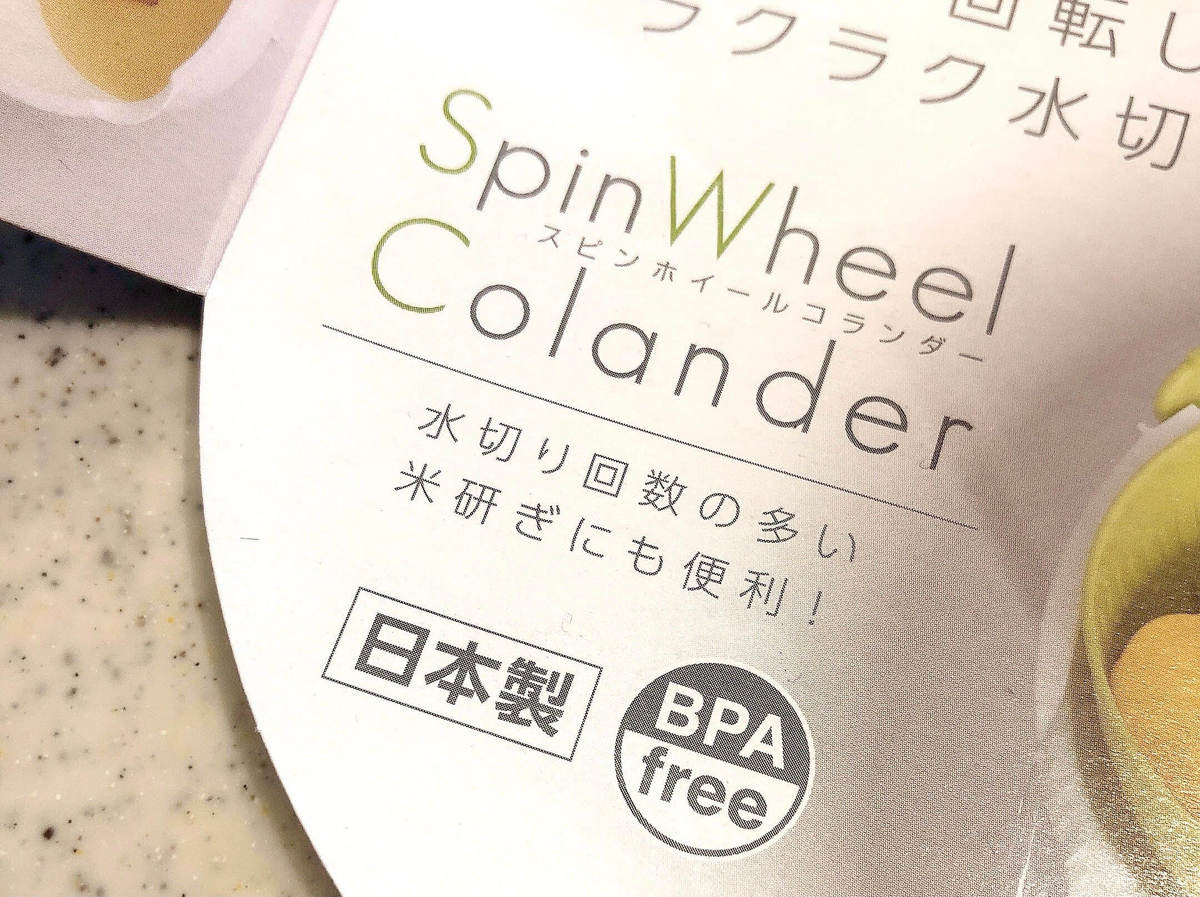 回転し
ラクラク水切
SpinWheel
スピンホイールコランダー
Colander
水切り回数の多い
米研ぎにも便利！
日本製
BPA
free